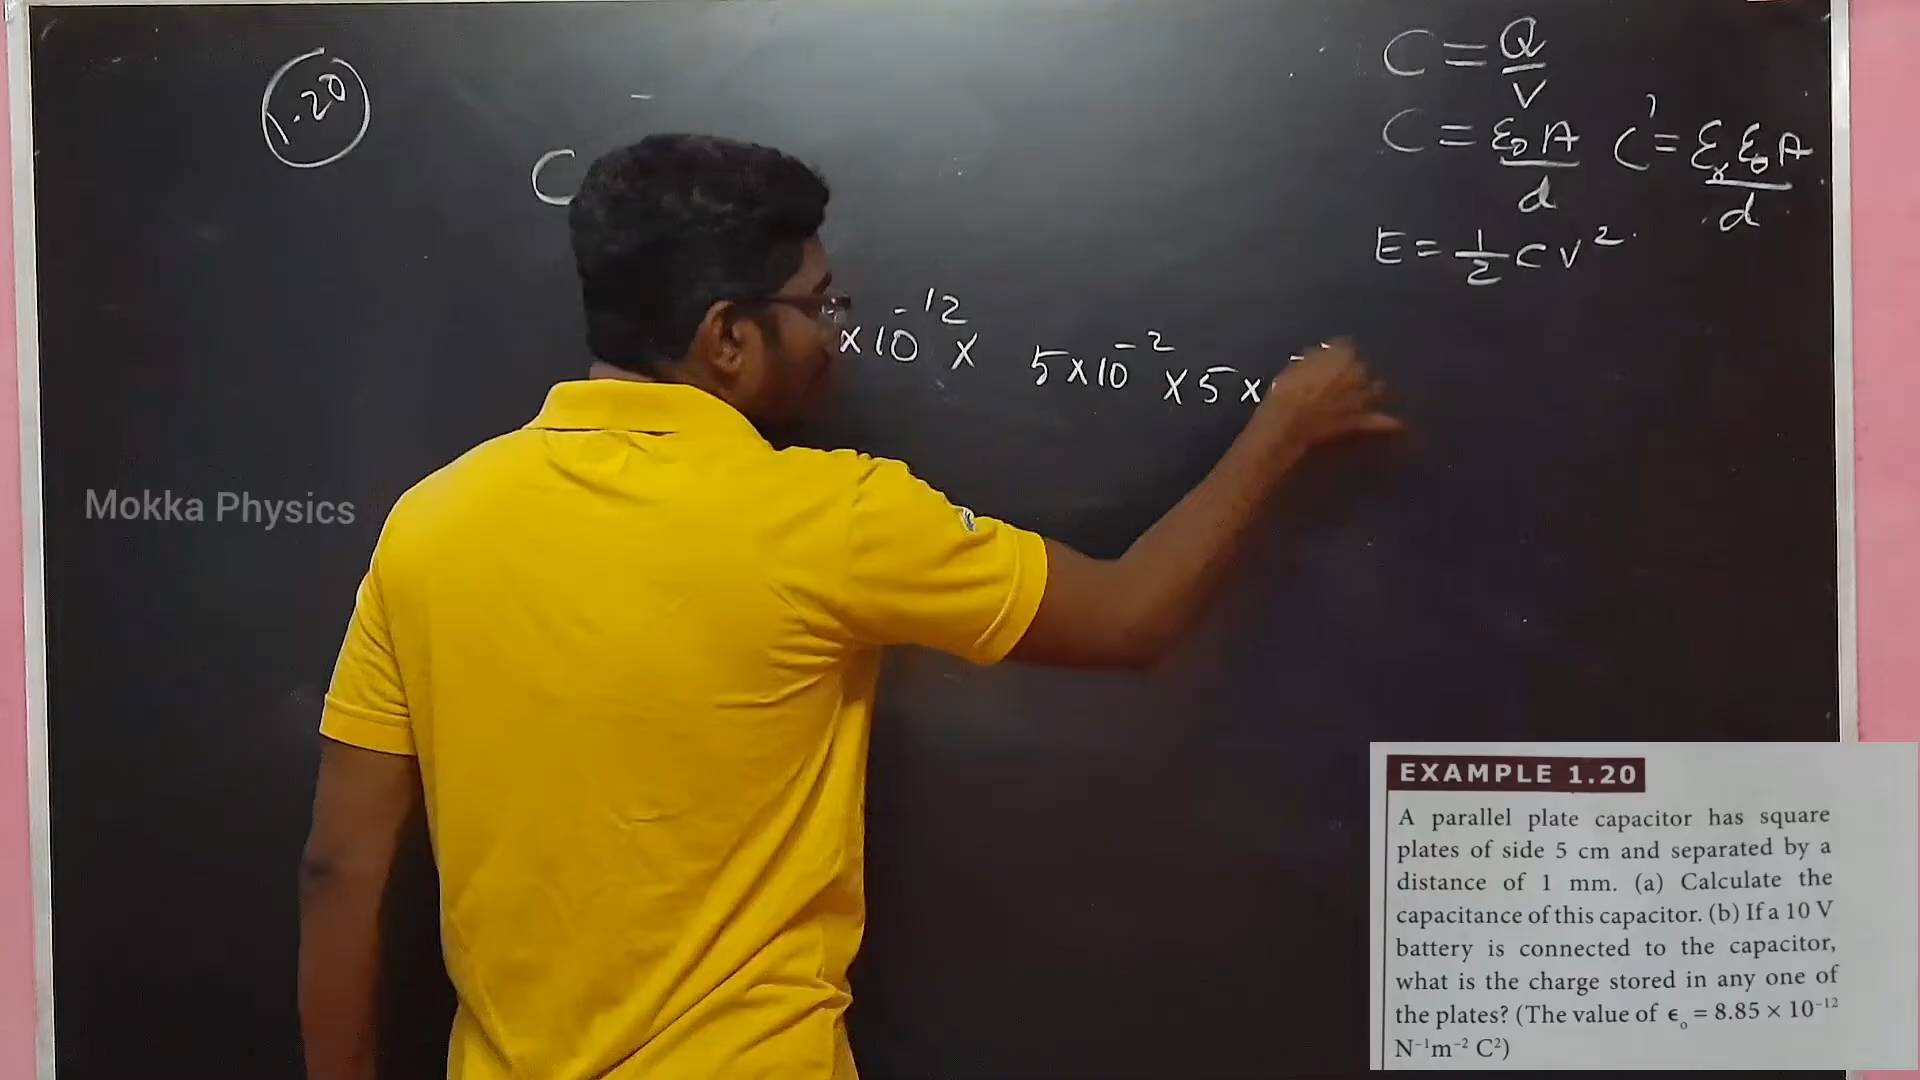 1.20
C
×10⁻¹² × 5×10⁻² × 5×
C = Q/V
C = ε₀A/d C' = εᵣε₀A/d
E = 1/2 CV²
Mokka Physics
EXAMPLE 1.20
A parallel plate capacitor has square
plates of side 5 cm and separated by a
distance of 1 mm. (a) Calculate the
capacitance of this capacitor. (b) If a 10 V
battery is connected to the capacitor,
what is the charge stored in any one of
the plates? (The value of ϵₒ = 8.85 × 10⁻¹²
N⁻¹m⁻² C²)